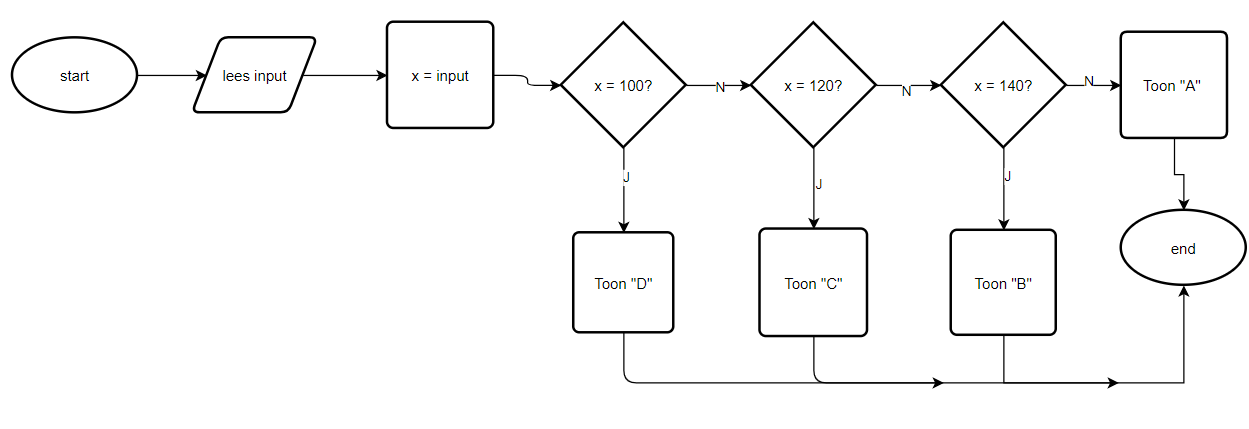 start
lees input
x = input
x = 100?
N
x = 120?
N
x = 140?
N
Toon "A"
J
J
J
Toon "D"
Toon "C"
Toon "B"
end